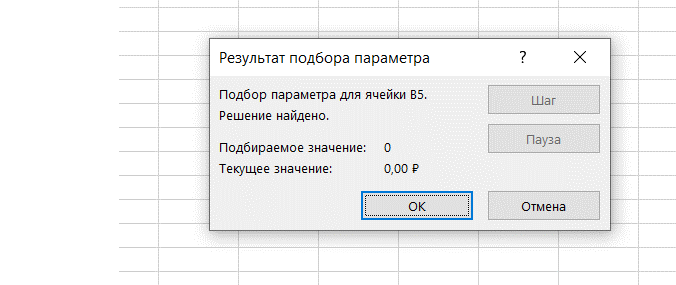 Результат подбора параметра
?
Подбор параметра для ячейки B5.
Решение найдено.
Шаг
Пауза
Подбираемое значение: 0
Текущее значение: 0,00 ₽
ОК
Отмена